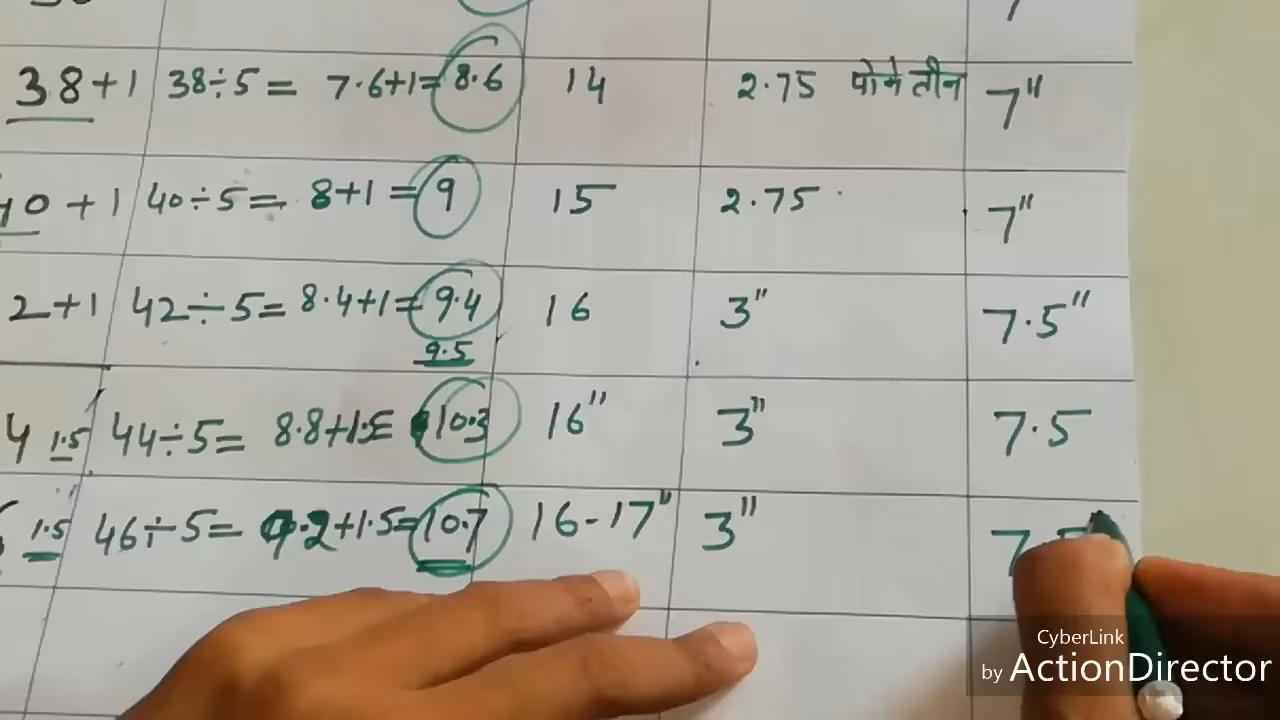 38+1 38÷5= 7.6+1=8.6 14 2.75 पोने तीन 7"
40+1 40÷5= 8+1=9 15 2.75 7"
2+1 42÷5= 8.4+1=9.4 16 3" 7.5"
9.5
4 1.5 44÷5= 8.8+1.5 10.3 16" 3" 7.5
1.5 46÷5= 9.2+1.5=10.7 16-17" 3" 7.5
CyberLink
by ActionDirector